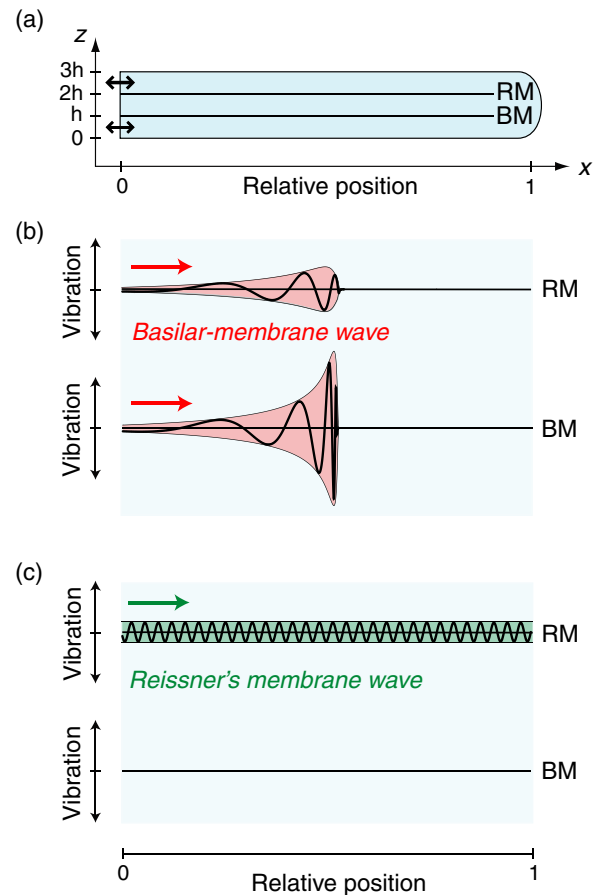 (a)
z
3h
2h
h
0
RM
BM
0
Relative position
1
x
(b)
Vibration
RM
Basilar-membrane wave
Vibration
BM
(c)
Vibration
RM
Reissner's membrane wave
Vibration
BM
0
Relative position
1